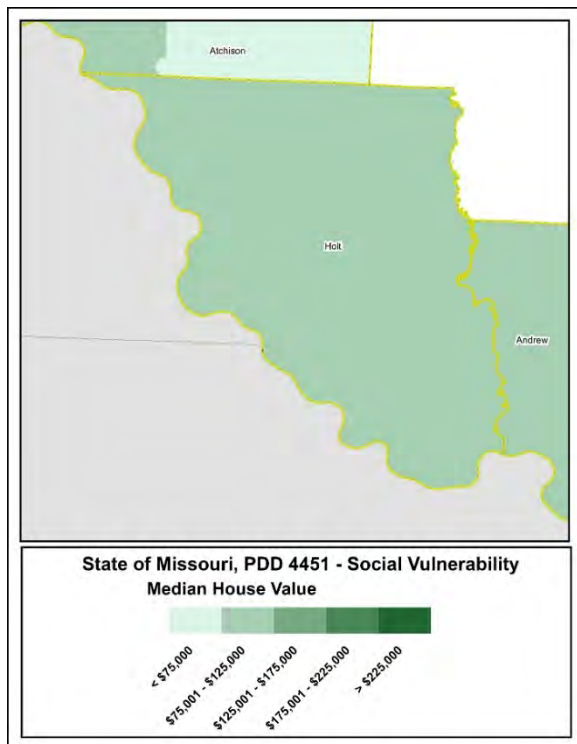 Atchison
Holt
Andrew
State of Missouri, PDD 4451 - Social Vulnerability
Median House Value
< $75,000
$75,001 - $125,000
$125,001 - $175,000
$175,001 - $225,000
> $225,000